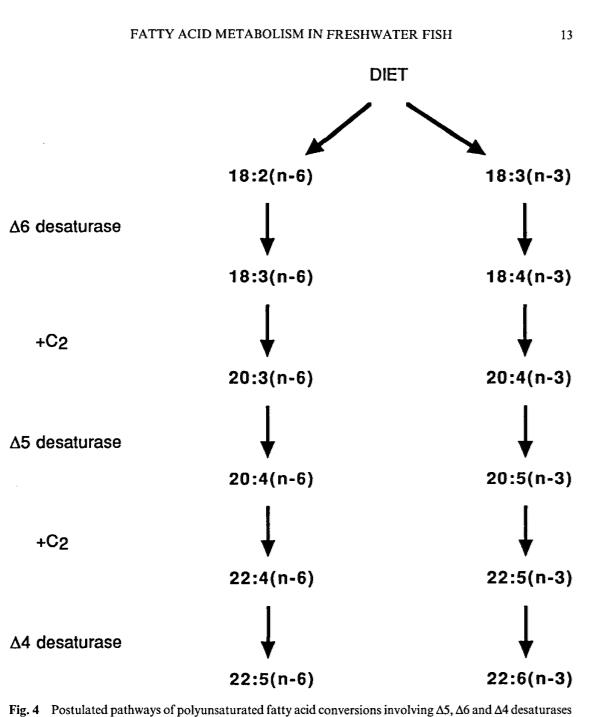 FATTY ACID METABOLISM IN FRESHWATER FISH 13
DIET
18:2(n-6) 18:3(n-3)
Δ6 desaturase
18:3(n-6) 18:4(n-3)
+C2
20:3(n-6) 20:4(n-3)
Δ5 desaturase
20:4(n-6) 20:5(n-3)
+C2
22:4(n-6) 22:5(n-3)
Δ4 desaturase
22:5(n-6) 22:6(n-3)
Fig. 4 Postulated pathways of polyunsaturated fatty acid conversions involving Δ5, Δ6 and Δ4 desaturases